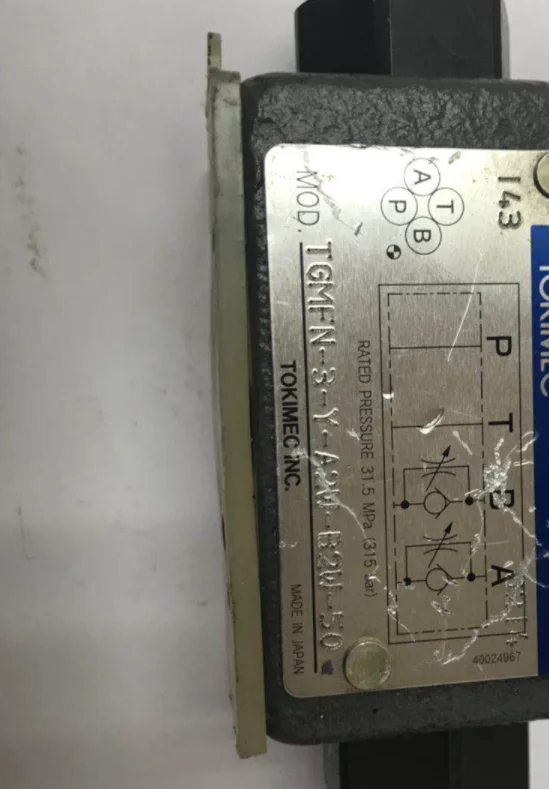 TOKIMEC
143
A T
P B
P T B A
40024967
RATED PRESSURE 31.5 MPa (315 bar)
MOD. TGMFN-3-Y-A2W-B2W-50
TOKIMEC INC. MADE IN JAPAN